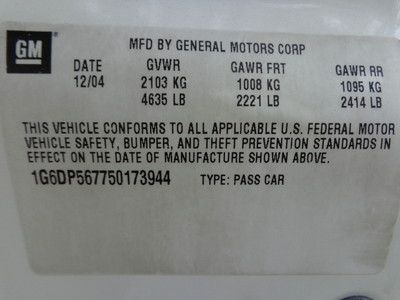 GM
MFD BY GENERAL MOTORS CORP
DATE GVWR GAWR FRT GAWR RR
12/04 2103 KG 1008 KG 1095 KG
4635 LB 2221 LB 2414 LB
THIS VEHICLE CONFORMS TO ALL APPLICABLE U.S. FEDERAL MOTOR
VEHICLE SAFETY, BUMPER, AND THEFT PREVENTION STANDARDS IN
EFFECT ON THE DATE OF MANUFACTURE SHOWN ABOVE.
1G6DP567750173944 TYPE: PASS CAR